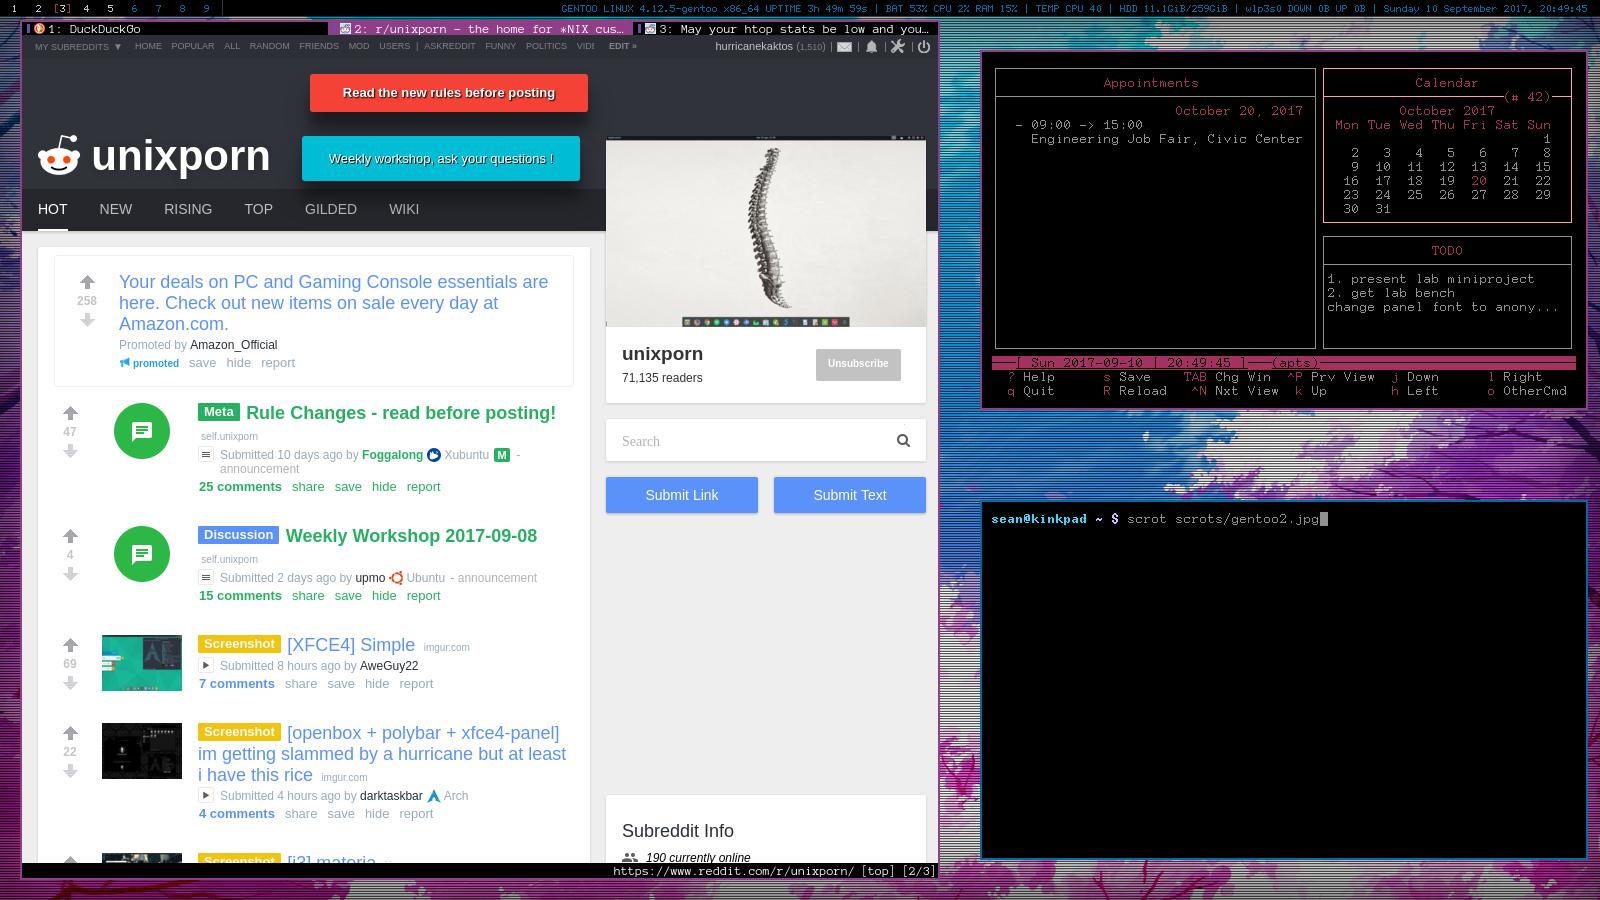 1 2 [3] 4 5 6 7 8 9
GENTOO LINUX 4.12.5-gentoo x86_64 UPTIME 3h 49m 59s | BAT 53% CPU 2% RAM 15% | TEMP CPU 40 | HDD 11.1GiB/259GiB | wlp3s0 DOWN 0B UP 0B | Sunday 10 September 2017, 20:49:45
1: DuckDuckGo
2: r/unixporn - the home for *NIX cus…
3: May your htop stats be low and you…
MY SUBREDDITS ▼ HOME POPULAR ALL RANDOM FRIENDS MOD USERS | ASKREDDIT FUNNY POLITICS VIDE EDIT »
hurricanekaktos (1,510) | | | |
Read the new rules before posting
Weekly workshop, ask your questions !
unixporn
HOT NEW RISING TOP GILDED WIKI
258
Your deals on PC and Gaming Console essentials are
here. Check out new items on sale every day at
Amazon.com.
Promoted by Amazon_Official
promoted save hide report
47
Meta Rule Changes - read before posting!
self.unixporn
Submitted 10 days ago by Foggalong Xubuntu M -
announcement
25 comments share save hide report
4
Discussion Weekly Workshop 2017-09-08
self.unixporn
Submitted 2 days ago by upmo Ubuntu - announcement
15 comments share save hide report
69
Screenshot [XFCE4] Simple imgur.com
Submitted 8 hours ago by AweGuy22
7 comments share save hide report
22
Screenshot [openbox + polybar + xfce4-panel]
im getting slammed by a hurricane but at least
i have this rice imgur.com
Submitted 4 hours ago by darktaskbar Arch
4 comments share save hide report
Screenshot [i3] materia
unixporn
71,135 readers
Unsubscribe
Search
Submit Link
Submit Text
Subreddit Info
190 currently online
https://www.reddit.com/r/unixporn/ [top] [2/3]
Appointments
October 20, 2017
- 09:00 -> 15:00
Engineering Job Fair, Civic Center
Calendar
(# 42)
October 2017
Mon Tue Wed Thu Fri Sat Sun
1
2 3 4 5 6 7 8
9 10 11 12 13 14 15
16 17 18 19 20 21 22
23 24 25 26 27 28 29
30 31
TODO
1. present lab miniproject
2. get lab bench
change panel font to anony...
[ Sun 2017-09-10 | 20:49:45 ] (apts)
? Help s Save TAB Chg Win ^P Prv View j Down l Right
q Quit R Reload ^N Nxt View k Up h Left o OtherCmd
sean@kinkpad ~ $ scrot scrots/gentoo2.jpg